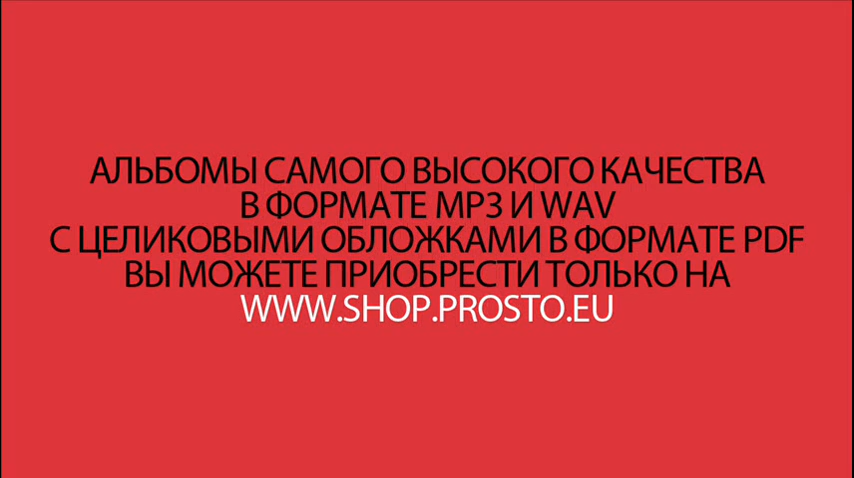 АЛЬБОМЫ САМОГО ВЫСОКОГО КАЧЕСТВА
В ФОРМАТЕ MP3 И WAV
С ЦЕЛИКОВЫМИ ОБЛОЖКАМИ В ФОРМАТЕ PDF
ВЫ МОЖЕТЕ ПРИОБРЕСТИ ТОЛЬКО НА
WWW.SHOP.PROSTO.EU